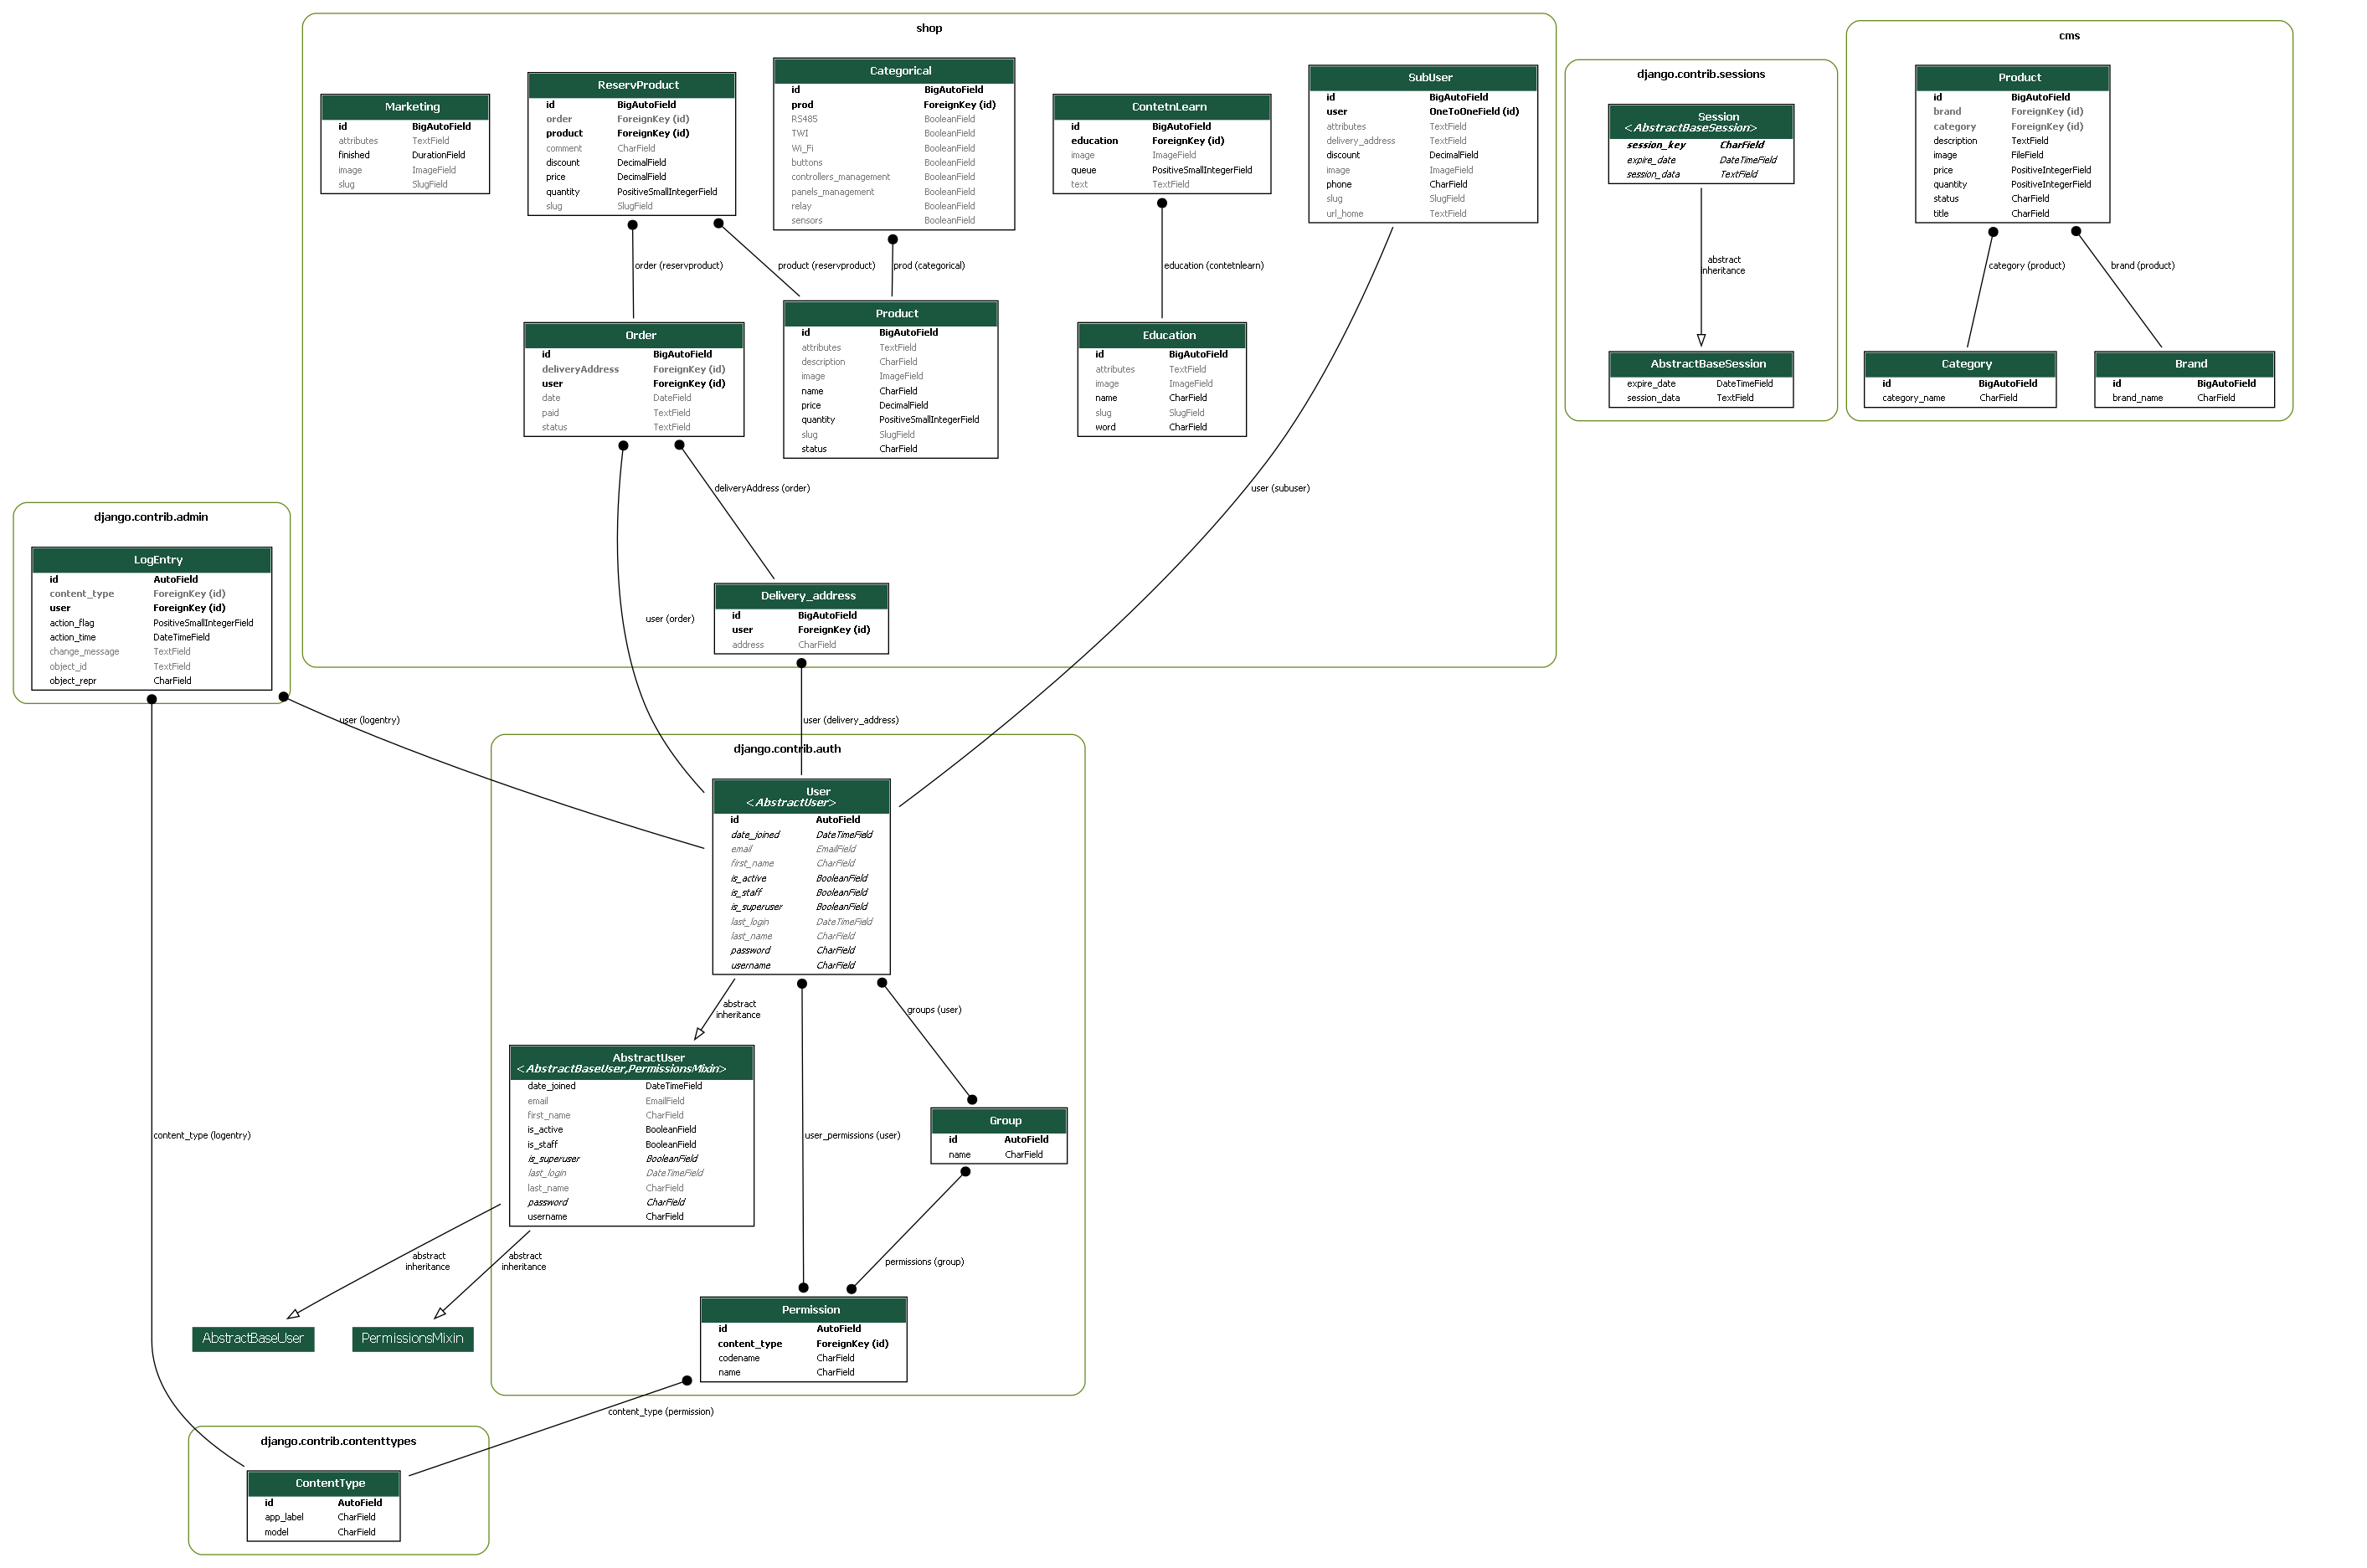 shop
Marketing
id BigAutoField
attributes TextField
finished DurationField
image ImageField
slug SlugField
ReservProduct
id BigAutoField
order ForeignKey (id)
product ForeignKey (id)
comment CharField
discount DecimalField
price DecimalField
quantity PositiveSmallIntegerField
slug SlugField
Categorical
id BigAutoField
prod ForeignKey (id)
RS485 BooleanField
TWI BooleanField
Wi_Fi BooleanField
buttons BooleanField
controllers_management BooleanField
panels_management BooleanField
relay BooleanField
sensors BooleanField
ContetnLearn
id BigAutoField
education ForeignKey (id)
image ImageField
queue PositiveSmallIntegerField
text TextField
SubUser
id BigAutoField
user OneToOneField (id)
attributes TextField
delivery_address TextField
discount DecimalField
image ImageField
phone CharField
slug SlugField
url_home TextField
order (reservproduct)
product (reservproduct)
prod (categorical)
education (contetnlearn)
Order
id BigAutoField
deliveryAddress ForeignKey (id)
user ForeignKey (id)
date DateField
paid TextField
status TextField
Product
id BigAutoField
attributes TextField
description CharField
image ImageField
name CharField
price DecimalField
quantity PositiveSmallIntegerField
slug SlugField
status CharField
Education
id BigAutoField
attributes TextField
image ImageField
name CharField
slug SlugField
word CharField
deliveryAddress (order)
user (subuser)
user (order)
Delivery_address
id BigAutoField
user ForeignKey (id)
address CharField
django.contrib.sessions
Session
<AbstractBaseSession>
session_key CharField
expire_date DateTimeField
session_data TextField
abstract
inheritance
AbstractBaseSession
expire_date DateTimeField
session_data TextField
cms
Product
id BigAutoField
brand ForeignKey (id)
category ForeignKey (id)
description TextField
image FileField
price PositiveIntegerField
quantity PositiveIntegerField
status CharField
title CharField
category (product)
brand (product)
Category
id BigAutoField
category_name CharField
Brand
id BigAutoField
brand_name CharField
django.contrib.admin
LogEntry
id AutoField
content_type ForeignKey (id)
user ForeignKey (id)
action_flag PositiveSmallIntegerField
action_time DateTimeField
change_message TextField
object_id TextField
object_repr CharField
user (logentry)
user (delivery_address)
django.contrib.auth
User
<AbstractUser>
id AutoField
date_joined DateTimeField
email EmailField
first_name CharField
is_active BooleanField
is_staff BooleanField
is_superuser BooleanField
last_login DateTimeField
last_name CharField
password CharField
username CharField
abstract
inheritance
groups (user)
AbstractUser
<AbstractBaseUser,PermissionsMixin>
date_joined DateTimeField
email EmailField
first_name CharField
is_active BooleanField
is_staff BooleanField
is_superuser BooleanField
last_login DateTimeField
last_name CharField
password CharField
username CharField
content_type (logentry)
user_permissions (user)
Group
id AutoField
name CharField
abstract
inheritance
abstract
inheritance
permissions (group)
AbstractBaseUser
PermissionsMixin
Permission
id AutoField
content_type ForeignKey (id)
codename CharField
name CharField
content_type (permission)
django.contrib.contenttypes
ContentType
id AutoField
app_label CharField
model CharField